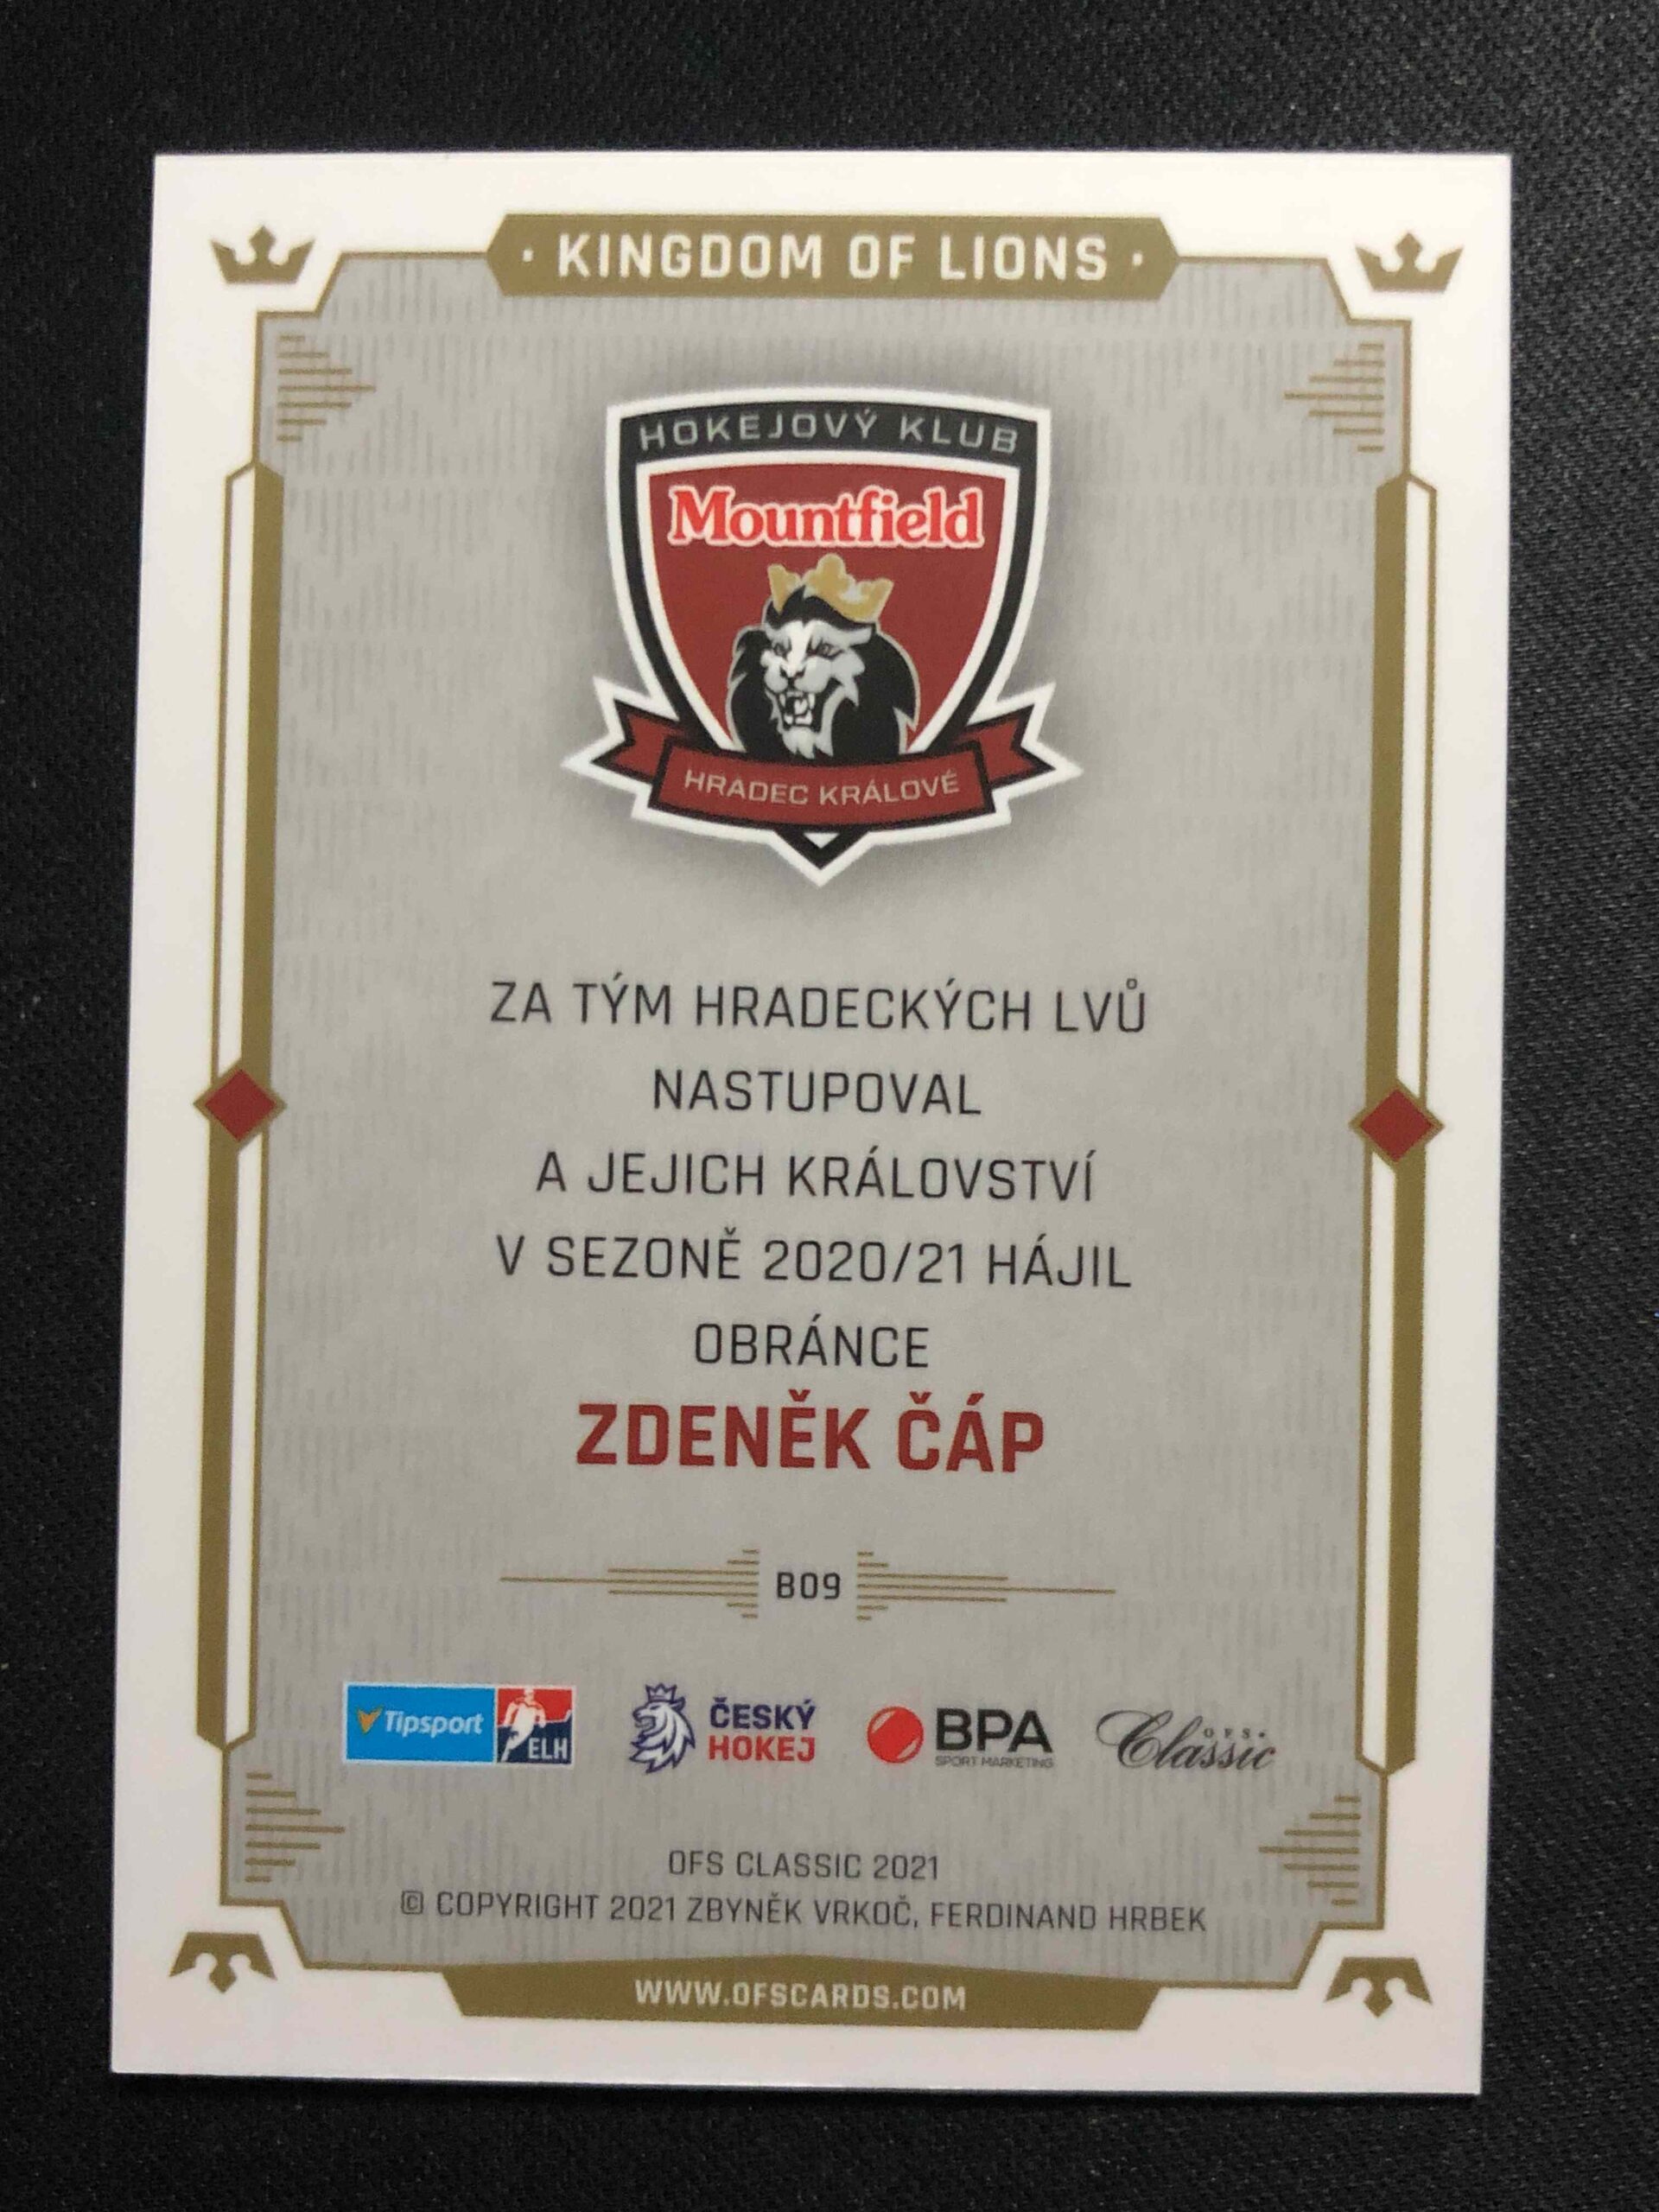 · KINGDOM OF LIONS ·
HOKEJOVÝ KLUB
Mountfield
HRADEC KRÁLOVÉ
ZA TÝM HRADECKÝCH LVŮ
NASTUPOVAL
A JEJICH KRÁLOVSTVÍ
V SEZONĚ 2020/21 HÁJIL
OBRÁNCE
ZDENĚK ČÁP
B09
Tipsport ELH
ČESKÝ
HOKEJ
BPA
SPORT MARKETING
OFS
Classic
OFS CLASSIC 2021
© COPYRIGHT 2021 ZBYNĚK VRKOČ, FERDINAND HRBEK
WWW.OFSCARDS.COM